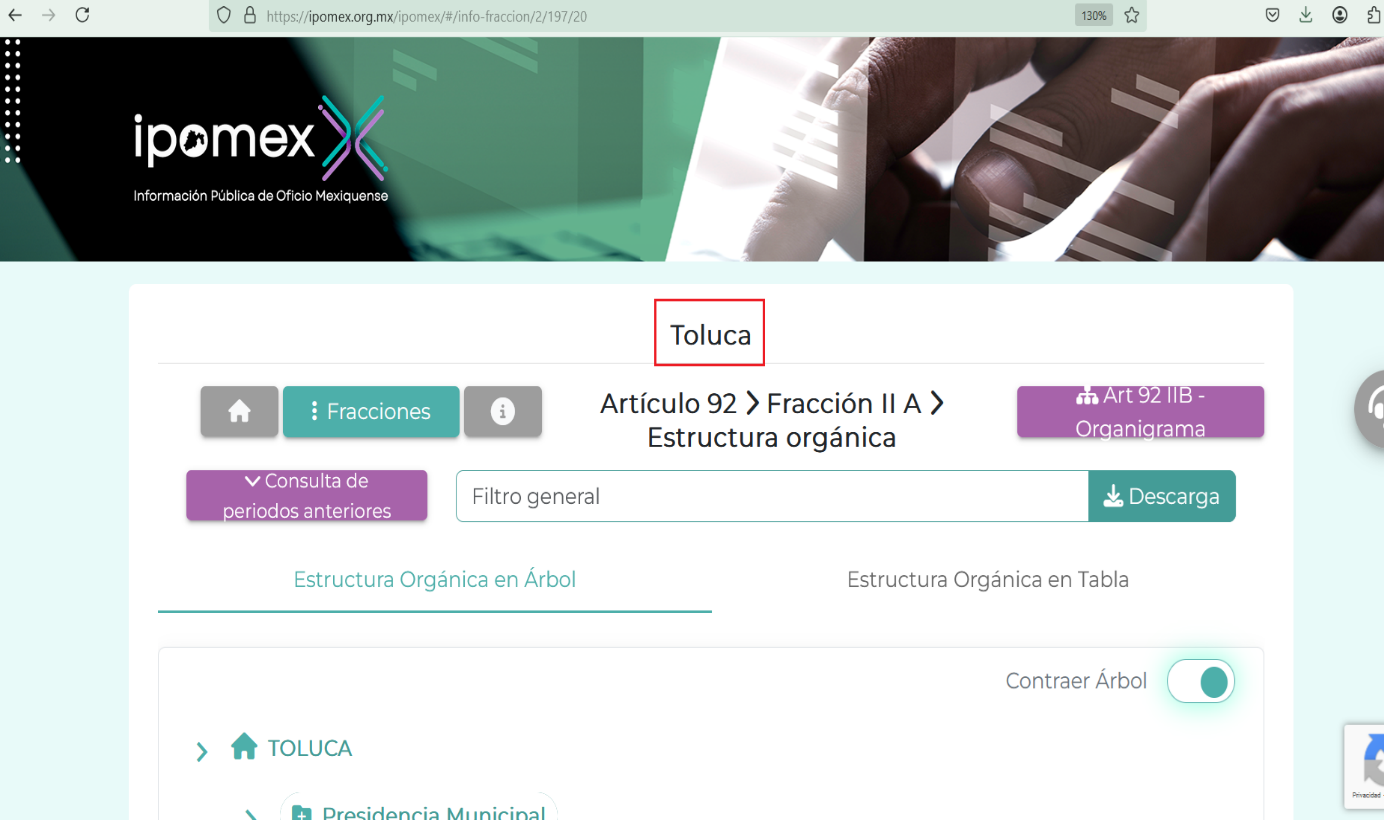 https://ipomex.org.mx/ipomex/#/info-fraccion/2/197/20
130%
ipomex
Información Pública de Oficio Mexiquense
Toluca
Fracciones
Artículo 92 > Fracción II A >
Estructura orgánica
Art 92 IIB -
Organigrama
Consulta de
periodos anteriores
Filtro general
Descarga
Estructura Orgánica en Árbol
Estructura Orgánica en Tabla
Contraer Árbol
TOLUCA
Presidencia Municipal
Privacidad